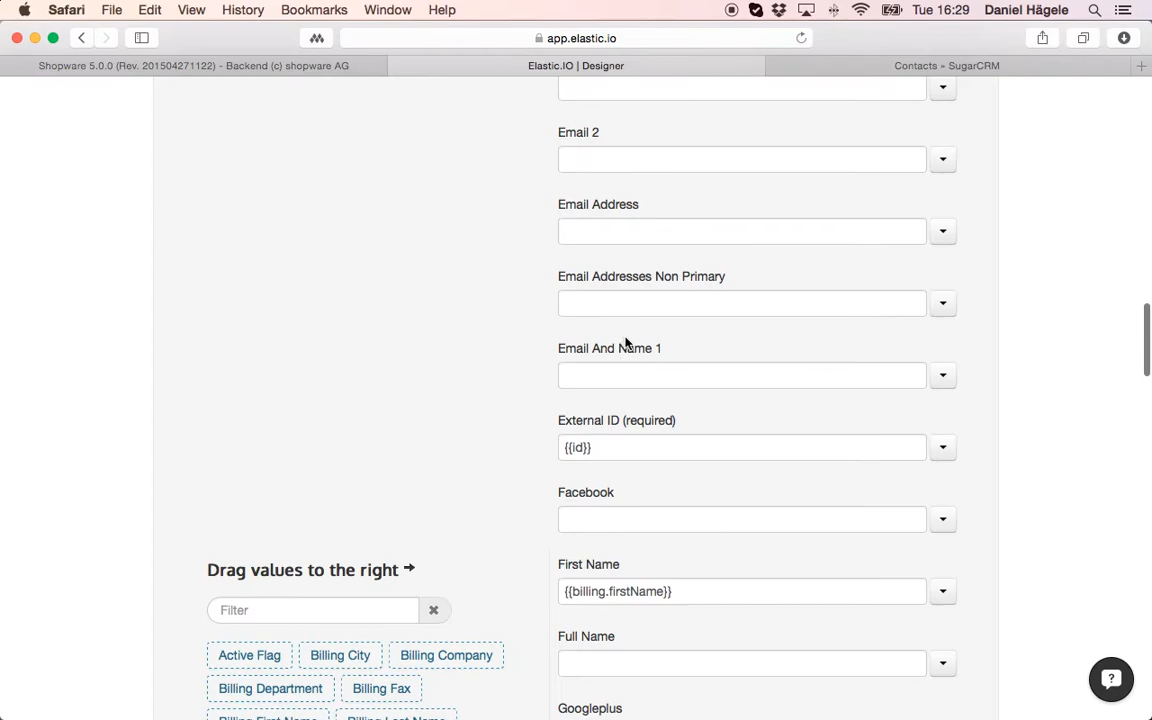 Safari File Edit View History Bookmarks Window Help Tue 16:29 Daniel Hägele
app.elastic.io
Shopware 5.0.0 (Rev. 201504271122) - Backend (c) shopware AG Elastic.IO | Designer Contacts » SugarCRM
Email 2
Email Address
Email Addresses Non Primary
Email And Name 1
External ID (required)
{{id}}
Facebook
Drag values to the right
Filter
Active Flag Billing City Billing Company
Billing Department Billing Fax
Billing First Name Billing Last Name
First Name
{{billing.firstName}}
Full Name
Googleplus